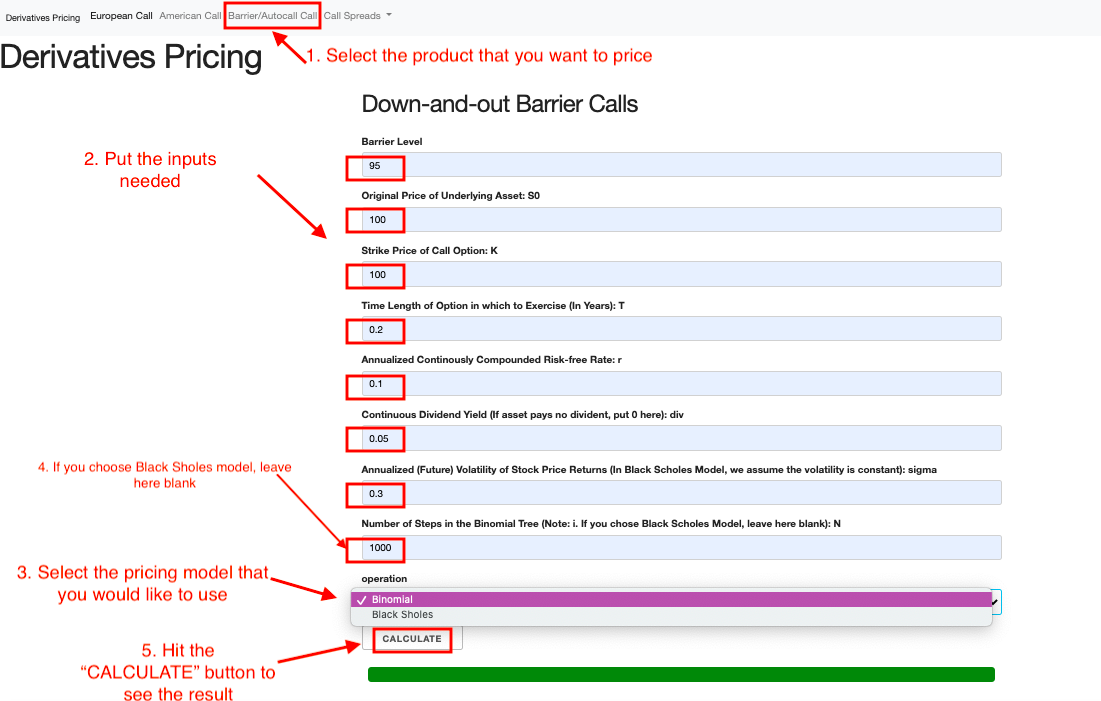 Derivatives Pricing European Call American Call Barrier/Autocall Call Call Spreads
1. Select the product that you want to price
Derivatives Pricing
Down-and-out Barrier Calls
Barrier Level
95
2. Put the inputs
needed
Original Price of Underlying Asset: S0
100
Strike Price of Call Option: K
100
Time Length of Option in which to Exercise (In Years): T
0.2
Annualized Continously Compounded Risk-free Rate: r
0.1
Continuous Dividend Yield (If asset pays no divident, put 0 here): div
0.05
4. If you choose Black Sholes model, leave
here blank
Annualized (Future) Volatility of Stock Price Returns (In Black Scholes Model, we assume the volatility is constant): sigma
0.3
Number of Steps in the Binomial Tree (Note: i. If you chose Black Scholes Model, leave here blank): N
1000
3. Select the pricing model that
you would like to use
operation
Binomial
Black Sholes
5. Hit the
“CALCULATE” button to
see the result
CALCULATE